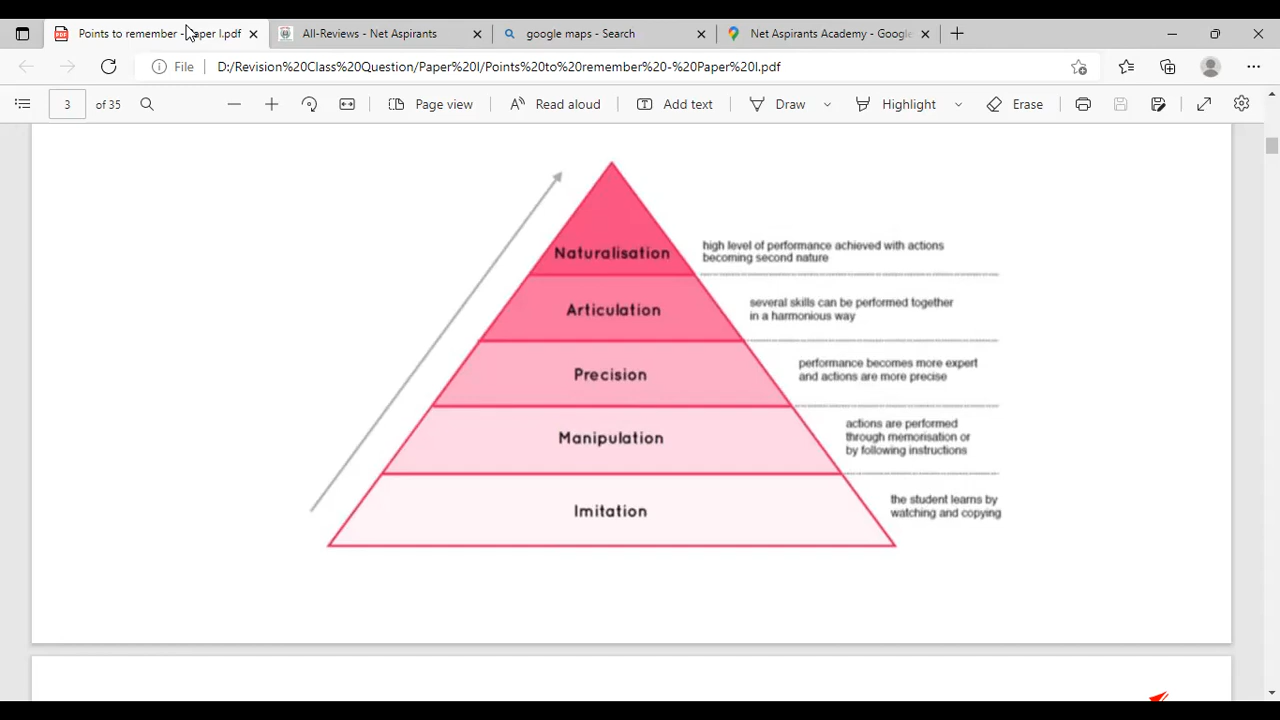 Points to remember - Paper I.pdf
All-Reviews - Net Aspirants
google maps - Search
Net Aspirants Academy - Google
File
D:/Revision%20Class%20Question/Paper%20I/Points%20to%20remember%20-%20Paper%20I.pdf
3 of 35
Page view
Read aloud
Add text
Draw
Highlight
Erase
Naturalisation
high level of performance achieved with actions
becoming second nature
Articulation
several skills can be performed together
in a harmonious way
Precision
performance becomes more expert
and actions are more precise
Manipulation
actions are performed
through memorisation or
by following instructions
Imitation
the student learns by
watching and copying